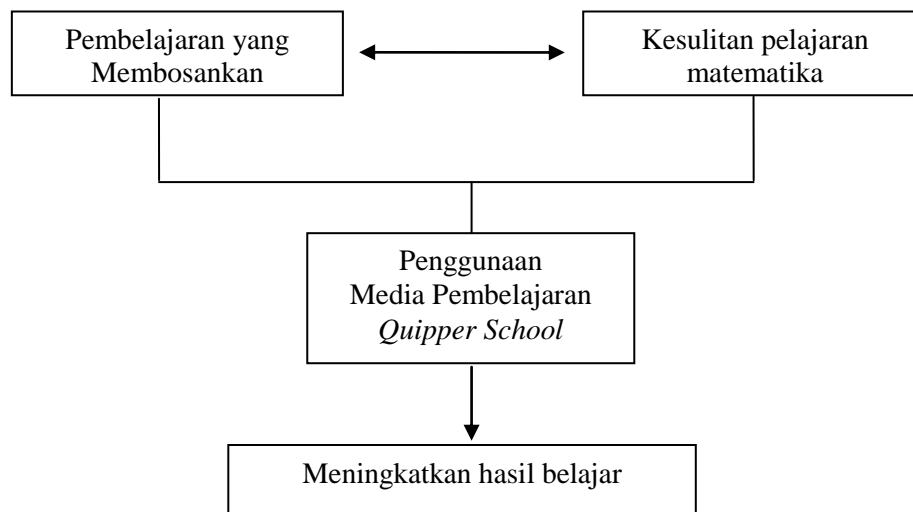 Pembelajaran yang
Membosankan
Kesulitan pelajaran
matematika
Penggunaan
Media Pembelajaran
Quipper School
Meningkatkan hasil belajar